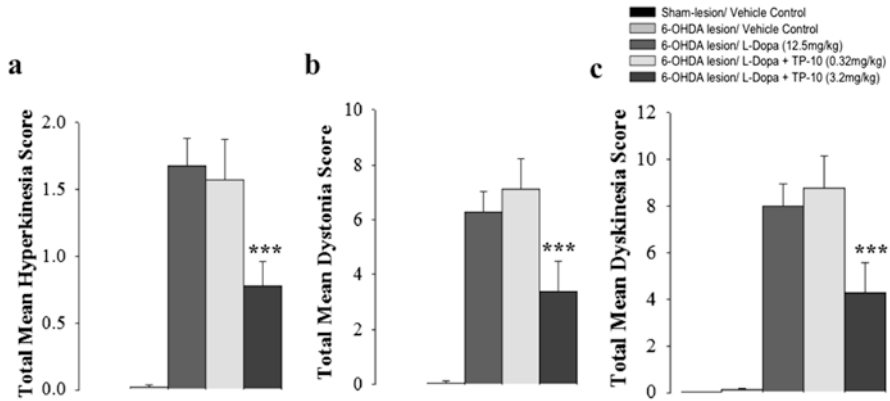 Sham-lesion/ Vehicle Control
6-OHDA lesion/ Vehicle Control
6-OHDA lesion/ L-Dopa (12.5mg/kg)
6-OHDA lesion/ L-Dopa + TP-10 (0.32mg/kg)
6-OHDA lesion/ L-Dopa + TP-10 (3.2mg/kg)
a
Total Mean Hyperkinesia Score
2.0
1.5
1.0
0.5
0.0
***
b
Total Mean Dystonia Score
10
8
6
4
2
0
***
c
Total Mean Dyskinesia Score
12
10
8
6
4
2
0
***